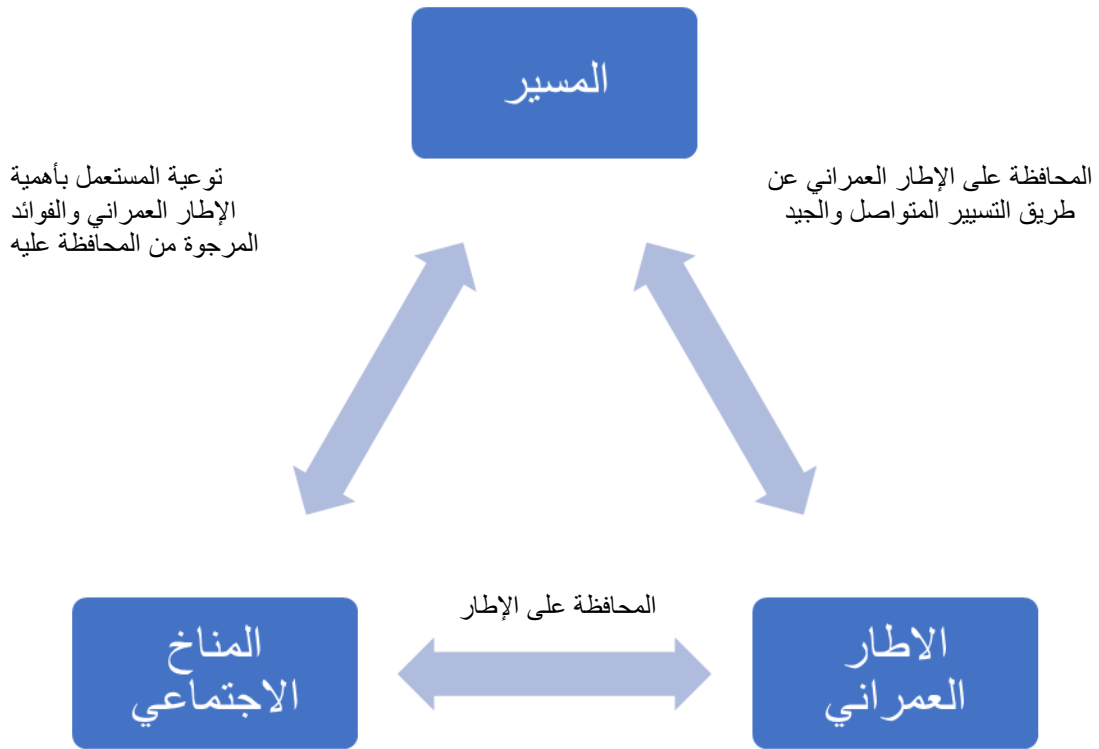 المسير
المحافظة على الإطار العمراني عن
طريق التسيير المتواصل والجيد
توعية المستعمل بأهمية
الإطار العمراني والفوائد
المرجوة من المحافظة عليه
المحافظة على الإطار
الاطار
العمراني
المناخ
الاجتماعي